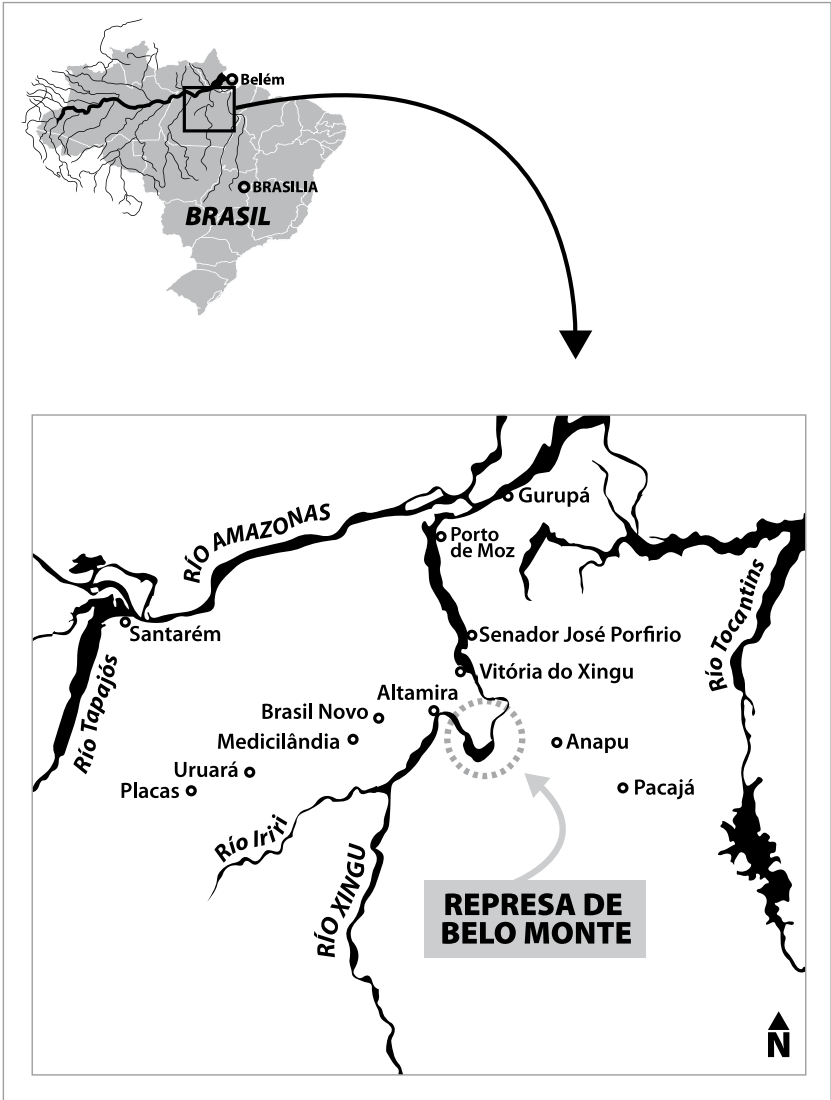 Belém
BRASILIA
BRASIL
Gurupá
RÍO AMAZONAS
Porto
de Moz
Río Tocantins
Santarém
Senador José Porfirio
Río Tapajós
Vitória do Xingu
Altamira
Brasil Novo
Medicilândia
Anapu
Uruará
Placas
Pacajá
Río Iriri
RÍO XINGU
REPRESA DE
BELO MONTE
N